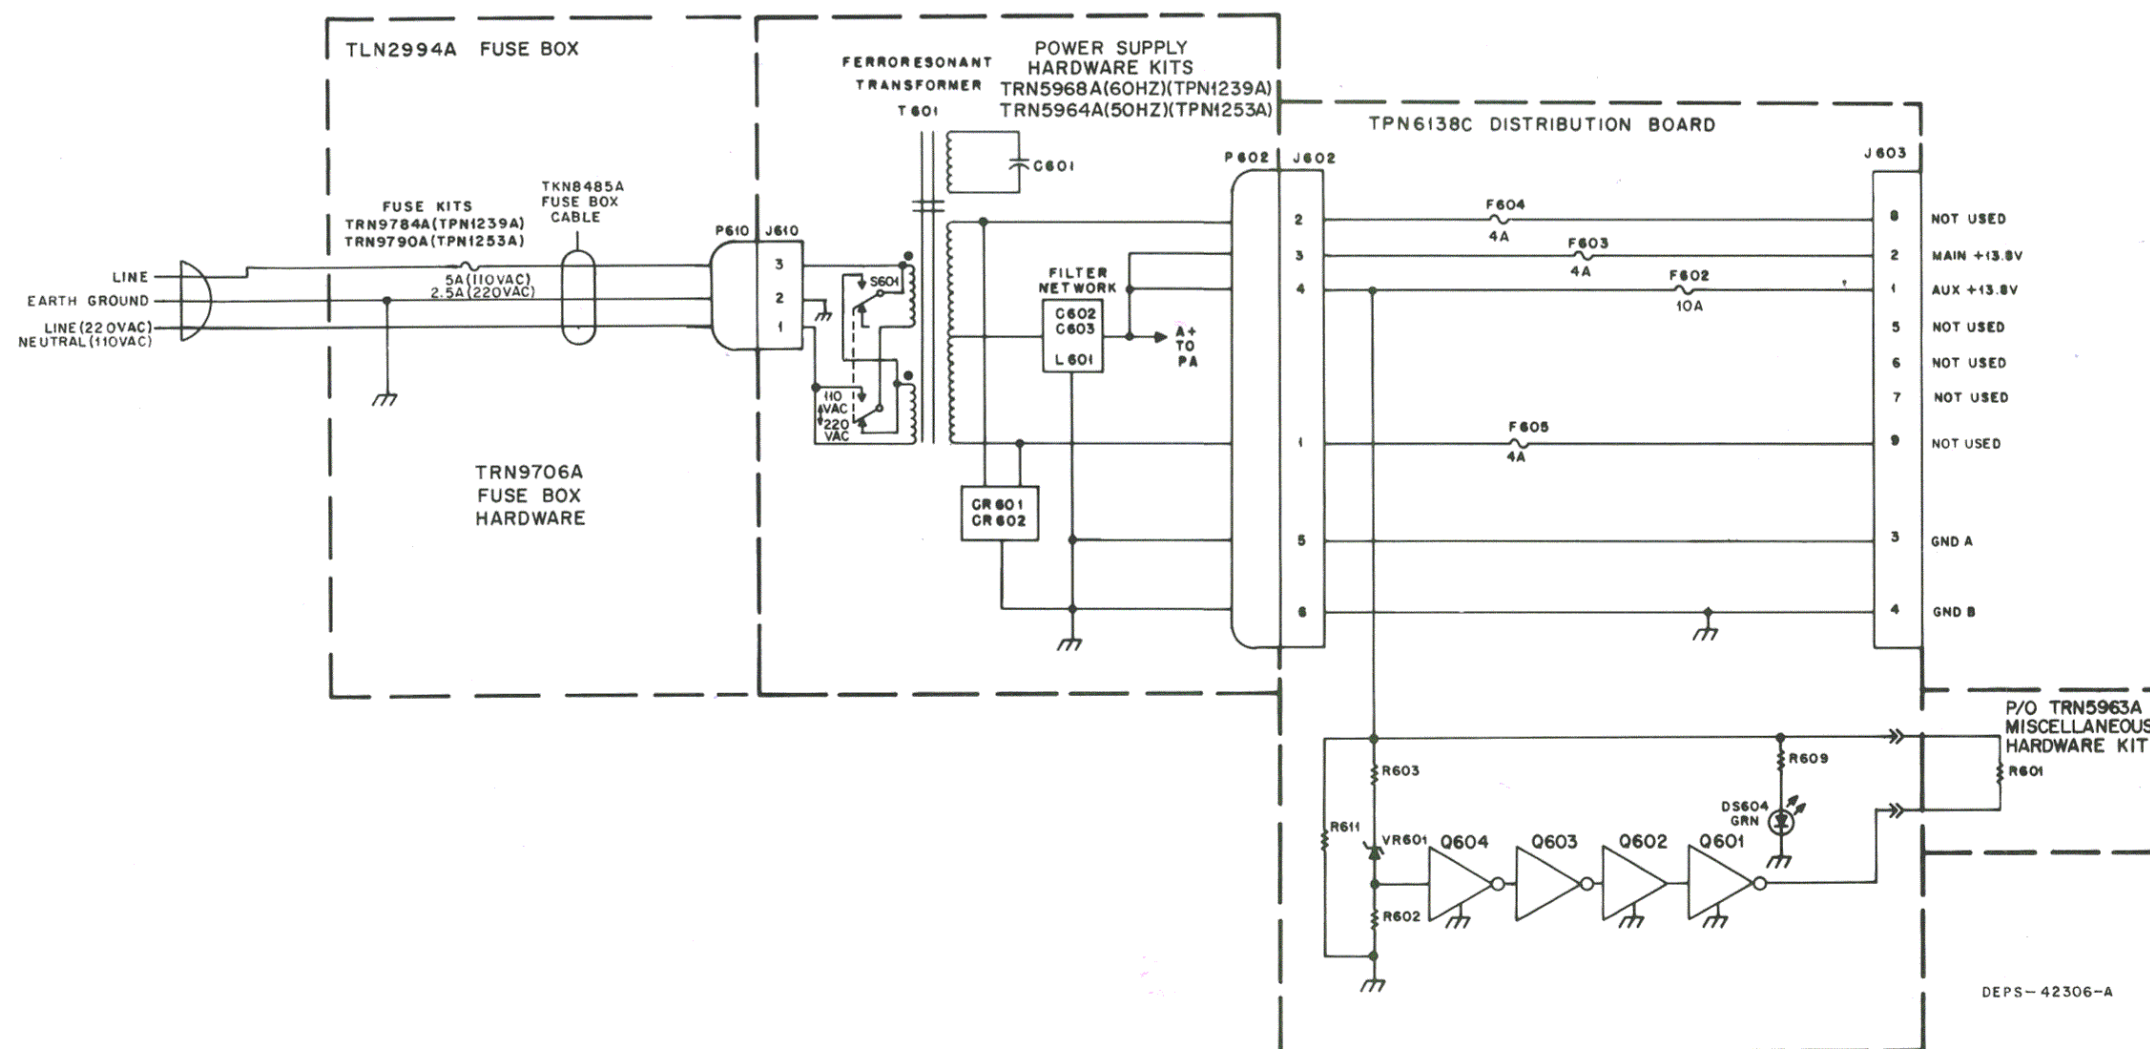 TLN2994A FUSE BOX
FERRORESONANT
TRANSFORMER
T601
POWER SUPPLY
HARDWARE KITS
TRN5968A(60HZ)(TPN1239A)
TRN5964A(50HZ)(TPN1253A)
TPN6138C DISTRIBUTION BOARD
C601
P602
J602
J603
TKN8485A
FUSE BOX
CABLE
FUSE KITS
TRN9784A(TPN1239A)
TRN9790A(TPN1253A)
5A(110VAC)
2.5A(220VAC)
LINE
EARTH GROUND
LINE(220VAC)
NEUTRAL(110VAC)
P610
J610
3
2
1
S601
110
VAC
220
VAC
FILTER
NETWORK
C602
C603
L601
A+
TO
PA
CR601
CR602
TRN9706A
FUSE BOX
HARDWARE
2
3
4
1
5
6
F604
4A
F603
4A
F602
10A
F605
4A
8 NOT USED
2 MAIN +13.8V
1 AUX +13.8V
5 NOT USED
6 NOT USED
7 NOT USED
9 NOT USED
3 GND A
4 GND B
P/O TRN5963A
MISCELLANEOUS
HARDWARE KIT
R601
R603
R609
DS604
GRN
R611
VR601
Q604
Q603
Q602
Q601
R602
DEPS-42306-A